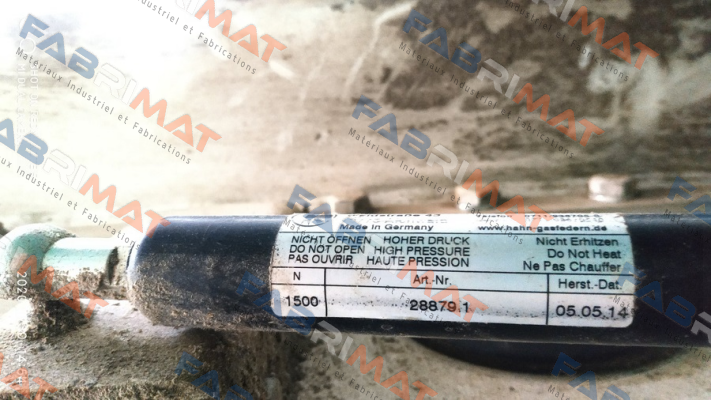 FABRIMAT
Materiaux Industriel et Fabrications
Made in Germany www.hahn-gasfedern.de
NICHT ÖFFNEN HOHER DRUCK Nicht Erhitzen
DO NOT OPEN HIGH PRESSURE Do Not Heat
PAS OUVRIR HAUTE PRESSION Ne Pas Chauffer
N Art.-Nr. Herst.-Dat.
1500 28879.1 05.05.14